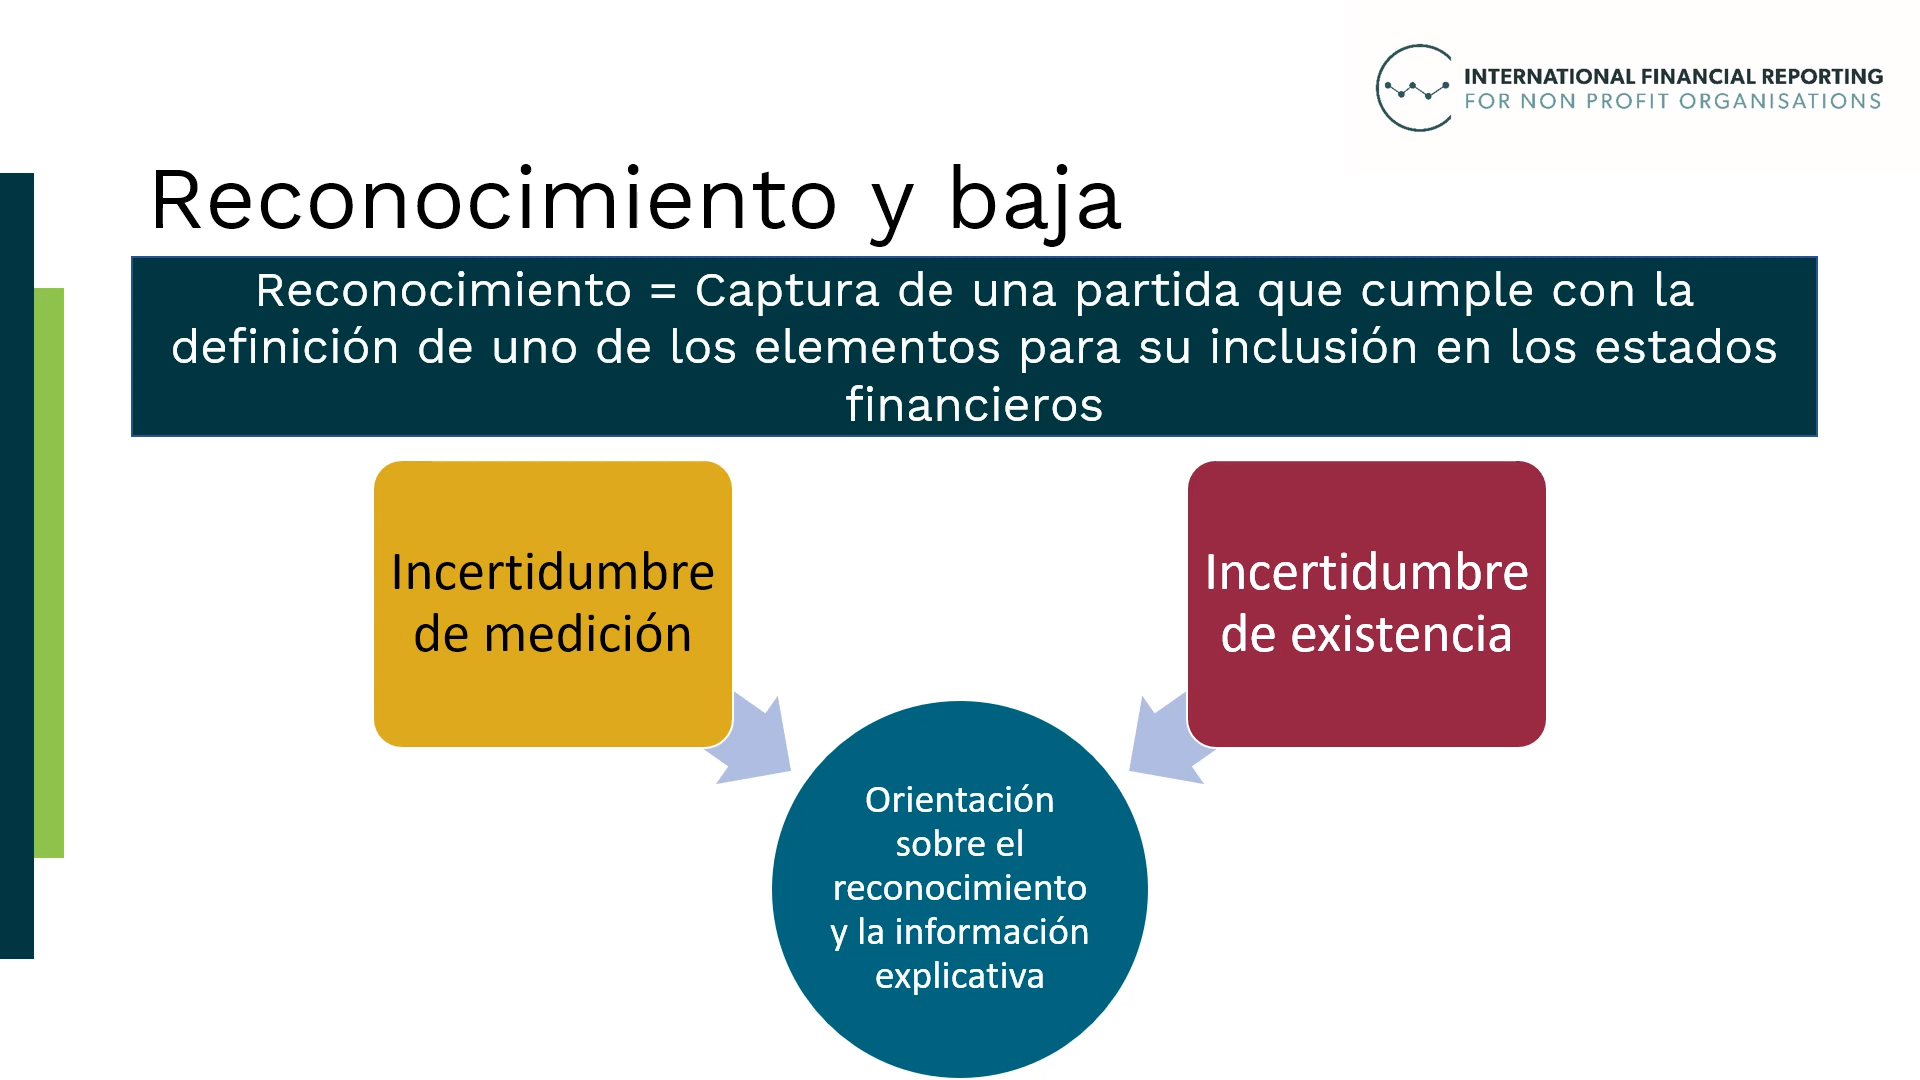 INTERNATIONAL FINANCIAL REPORTING
FOR NON PROFIT ORGANISATIONS
Reconocimiento y baja
Reconocimiento = Captura de una partida que cumple con la
definición de uno de los elementos para su inclusión en los estados
financieros
Incertidumbre
de medición
Incertidumbre
de existencia
Orientación
sobre el
reconocimiento
y la información
explicativa